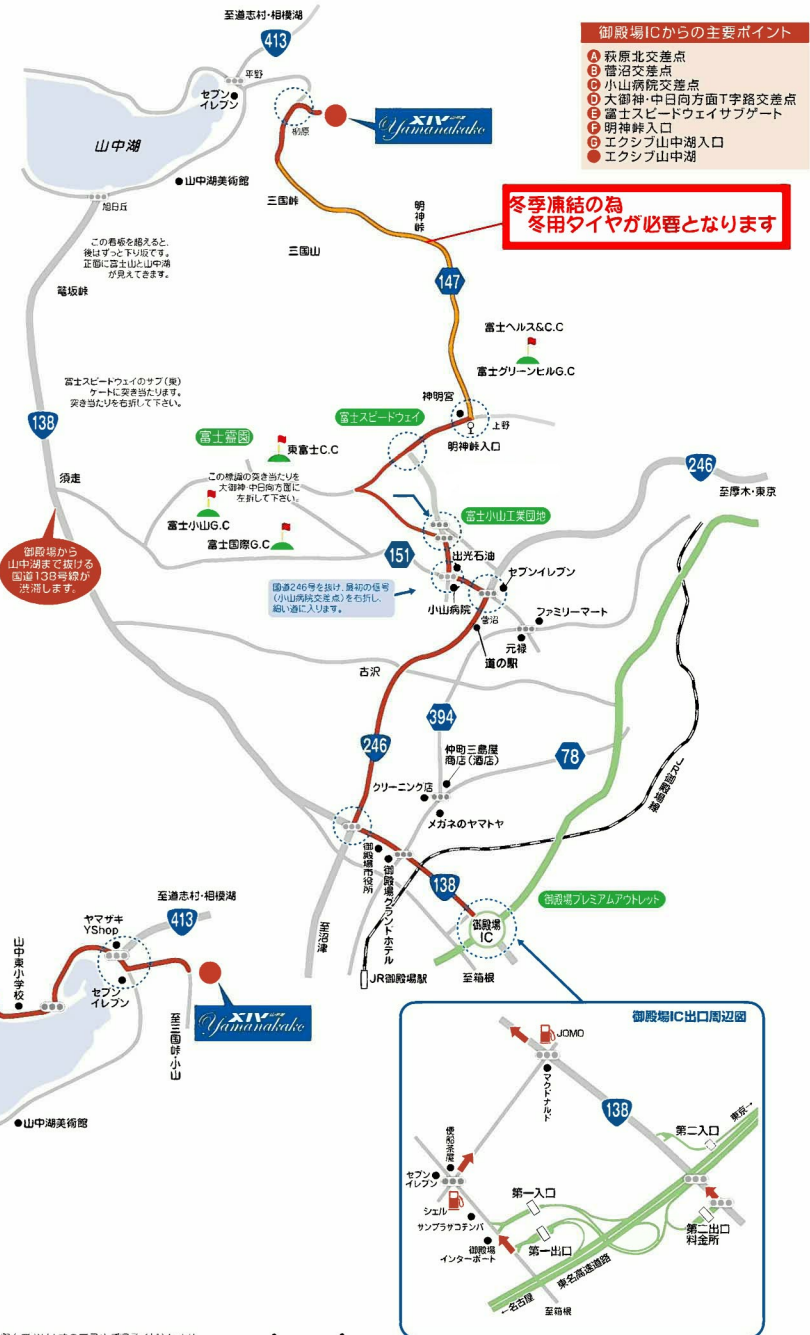 至道志村・相模湖
413
平野
セブン
イレブン
山中湖
山中湖美術館
旭日丘
XIV
Yamanakako
御殿場ICからの主要ポイント
A 萩原北交差点
B 菅沼交差点
C 小山病院交差点
D 大御神・中日向方面T字路交差点
E 富士スピードウェイサブゲート
F 明神峠入口
G エクシブ山中湖入口
エクシブ山中湖
冬季凍結の為
冬用タイヤが必要となります
三国峠
明神峠
三国山
この看板を超えると、
後はずっと下り坂です。
正面に富士山と山中湖
が見えてきます。
篭坂峠
147
富士ヘルス&C.C
富士グリーンヒルG.C
富士スピードウェイのサブ(東)
ゲートに突き当たります。
突き当たりを右折して下さい。
138
神明宮
上野
富士スピードウェイ
明神峠入口
富士霊園
東富士C.C
この標識の突き当たりを
大御神・中日向方面に
左折して下さい。
246
至厚木・東京
須走
富士小山G.C
富士国際G.C
富士小山工業団地
151
出光石油
セブンイレブン
御殿場から
山中湖まで抜ける
国道138号線が
渋滞します。
国道246号を抜け、最初の信号
(小山病院交差点)を右折し、
細い道に入ります。
小山病院
菅沼
ファミリーマート
元禄
道の駅
古沢
394
246
仲町三島屋
商店(酒店)
78
クリーニング店
メガネのヤマトヤ
JR御殿場線
御殿場市役所
御殿場グランドホテル
138
御殿場プレミアムアウトレット
御殿場
IC
至沼津
JR御殿場駅
至箱根
至道志村・相模湖
413
ヤマザキ
YShop
山中東小学校
セブン
イレブン
至三国峠・小山
XIV
Yamanakako
山中湖美術館
御殿場IC出口周辺図
JOMO
マクドナルド
138
東京→
第二入口
便船茶屋
セブン
イレブン
シェル
サンプラザゴテンバ
第一入口
第二出口
料金所
御殿場
インターポート
第一出口
東名高速道路
←名古屋
至箱根